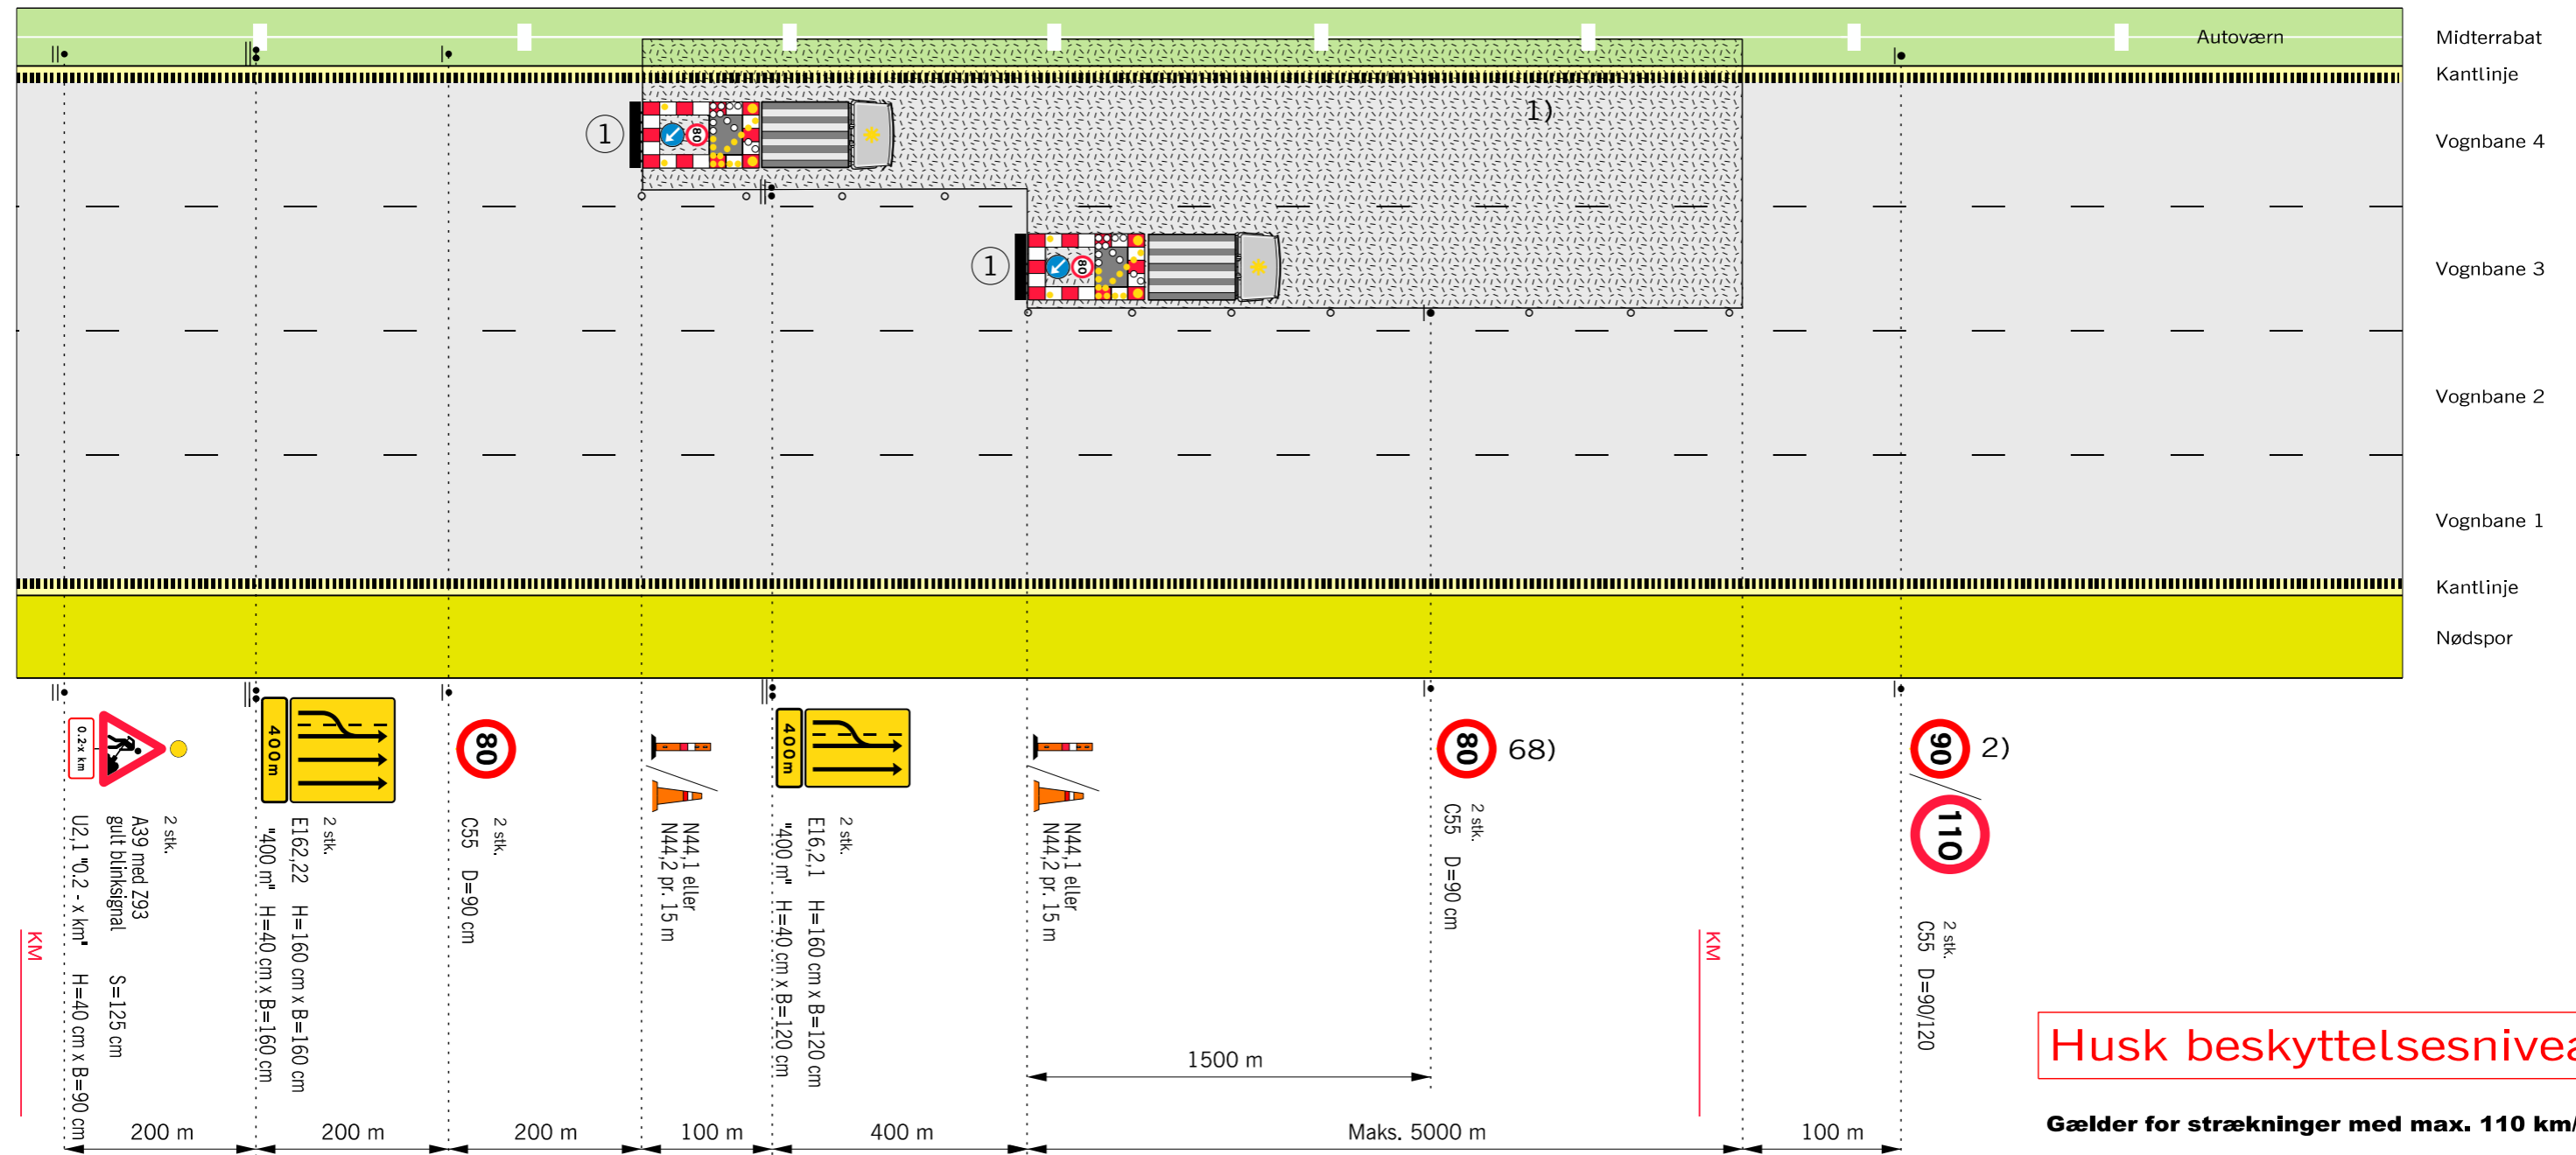 Autoværn
Midterrabat
Kantlinje
Vognbane 4
Vognbane 3
Vognbane 2
Vognbane 1
Kantlinje
Nødspor
1)
1
80
1
80
0.2-x km
2 stk.
A39 med Z93
gult blinksignal S=125 cm
U2,1 "0.2 - x km" H=40 cm x B=90 cm
400m
2 stk.
E162,22 H=160 cm x B=160 cm
"400 m" H=40 cm x B=160 cm
80
2 stk.
C55 D=90 cm
N44,1 eller
N44,2 pr. 15 m
400m
2 stk.
E16,2,1 H=160 cm x B=120 cm
"400 m" H=40 cm x B=120 cm
N44,1 eller
N44,2 pr. 15 m
80
68)
2 stk.
C55 D=90 cm
90
2)
110
2 stk.
C55 D=90/120
KM
KM
1500 m
200 m
200 m
200 m
100 m
400 m
Maks. 5000 m
100 m
Husk beskyttelsesnivea
Gælder for strækninger med max. 110 km/